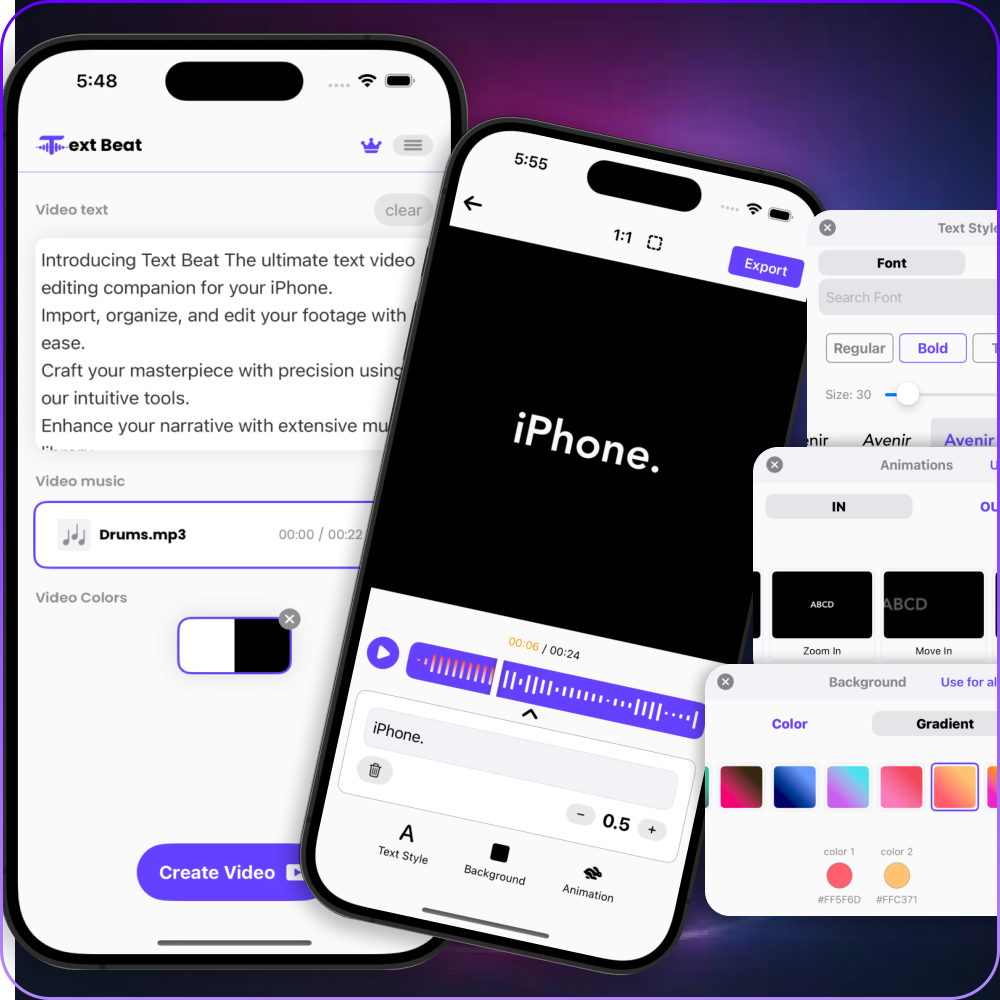 5:48
Text Beat
Video text
clear
Introducing Text Beat The ultimate text video
editing companion for your iPhone.
Import, organize, and edit your footage with
ease.
Craft your masterpiece with precision using
our intuitive tools.
Enhance your narrative with extensive mu
Video music
Drums.mp3
00:00 / 00:22
Video Colors
Create Video
5:55
1:1
Export
iPhone.
00:06 / 00:24
iPhone.
0.5
Text Style
Background
Animation
Text Style
Font
Search Font
Regular
Bold
T
Size: 30
enir
Avenir
Avenir
Animations
U
IN
OU
ABCD
ABCD
Zoom In
Move In
Background
Use for al
Color
Gradient
color 1
color 2
#FF5F6D
#FFC371